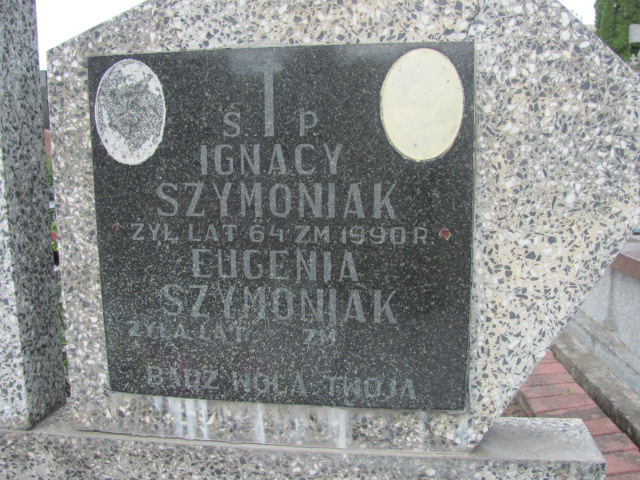 Ś P
IGNACY
SZYMONIAK
ŻYŁ LAT 64 ZM 1990 R.
EUGENIA
SZYMONIAK
ŻYŁA LAT ZM
BĄDŹ WOLA TWOJA